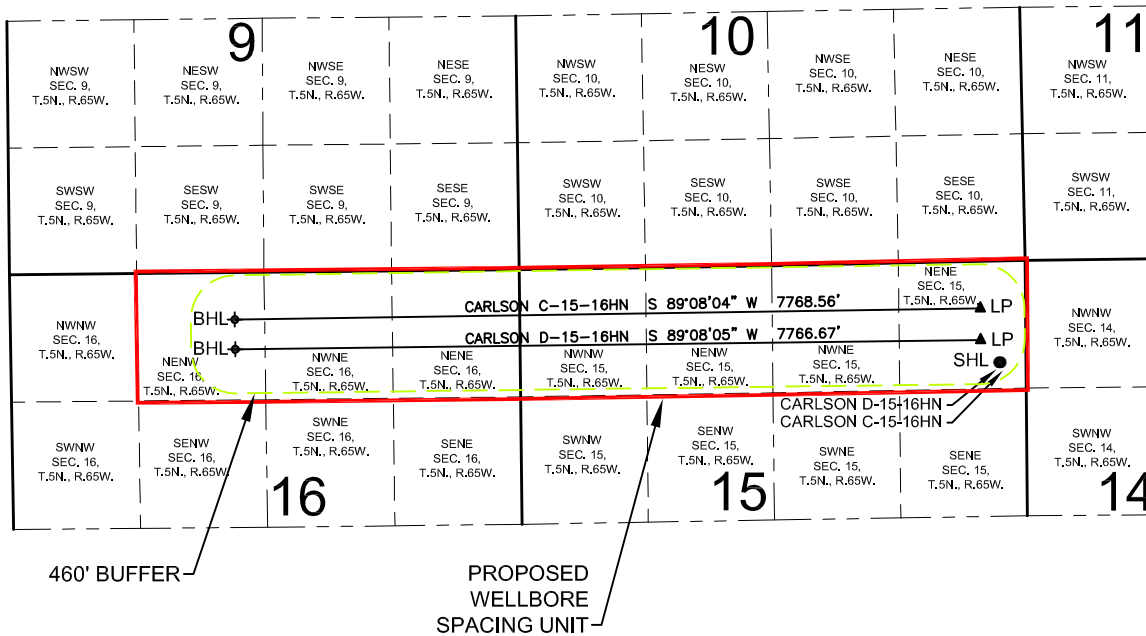 9
10
11
NWSW
SEC. 9,
T.5N., R.65W.
NESW
SEC. 9,
T.5N., R.65W.
NWSE
SEC. 9,
T.5N., R.65W.
NESE
SEC. 9,
T.5N., R.65W.
NWSW
SEC. 10,
T.5N., R.65W.
NESW
SEC. 10,
T.5N., R.65W.
NWSE
SEC. 10,
T.5N., R.65W.
NESE
SEC. 10,
T.5N., R.65W.
NWSW
SEC. 11,
T.5N., R.65W.
SWSW
SEC. 9,
T.5N., R.65W.
SESW
SEC. 9,
T.5N., R.65W.
SWSE
SEC. 9,
T.5N., R.65W.
SESE
SEC. 9,
T.5N., R.65W.
SWSW
SEC. 10,
T.5N., R.65W.
SESW
SEC. 10,
T.5N., R.65W.
SWSE
SEC. 10,
T.5N., R.65W.
SESE
SEC. 10,
T.5N., R.65W.
SWSW
SEC. 11,
T.5N., R.65W.
NENE
SEC. 15,
T.5N., R.65W.
CARLSON C-15-16HN S 89°08'04" W 7768.56'
BHL
LP
CARLSON D-15-16HN S 89°08'05" W 7766.67'
BHL
LP
SHL
NWNW
SEC. 16,
T.5N., R.65W.
NENW
SEC. 16,
T.5N., R.65W.
NWNE
SEC. 16,
T.5N., R.65W.
NENE
SEC. 16,
T.5N., R.65W.
NWNW
SEC. 15,
T.5N., R.65W.
NENW
SEC. 15,
T.5N., R.65W.
NWNE
SEC. 15,
T.5N., R.65W.
NWNW
SEC. 14,
T.5N., R.65W.
CARLSON D-15-16HN
CARLSON C-15-16HN
SWNW
SEC. 16,
T.5N., R.65W.
SENW
SEC. 16,
T.5N., R.65W.
SWNE
SEC. 16,
T.5N., R.65W.
SENE
SEC. 16,
T.5N., R.65W.
SWNW
SEC. 15,
T.5N., R.65W.
SENW
SEC. 15,
T.5N., R.65W.
SWNE
SEC. 15,
T.5N., R.65W.
SENE
SEC. 15,
T.5N., R.65W.
SWNW
SEC. 14,
T.5N., R.65W.
16
15
14
460' BUFFER
PROPOSED
WELLBORE
SPACING UNIT